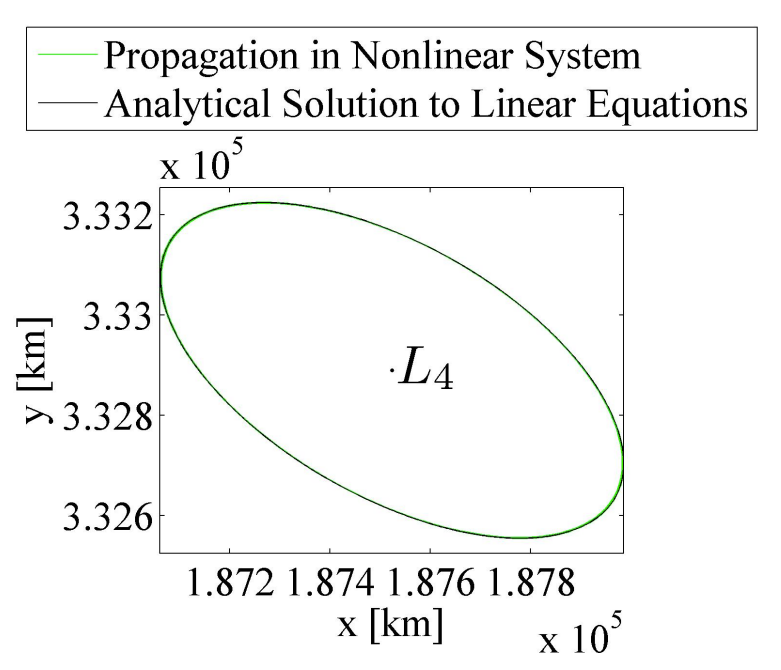 Propagation in Nonlinear System
Analytical Solution to Linear Equations
x 10^5
3.332
3.33
3.328
3.326
y [km]
·L_4
1.872 1.874 1.876 1.878
x [km]
x 10^5